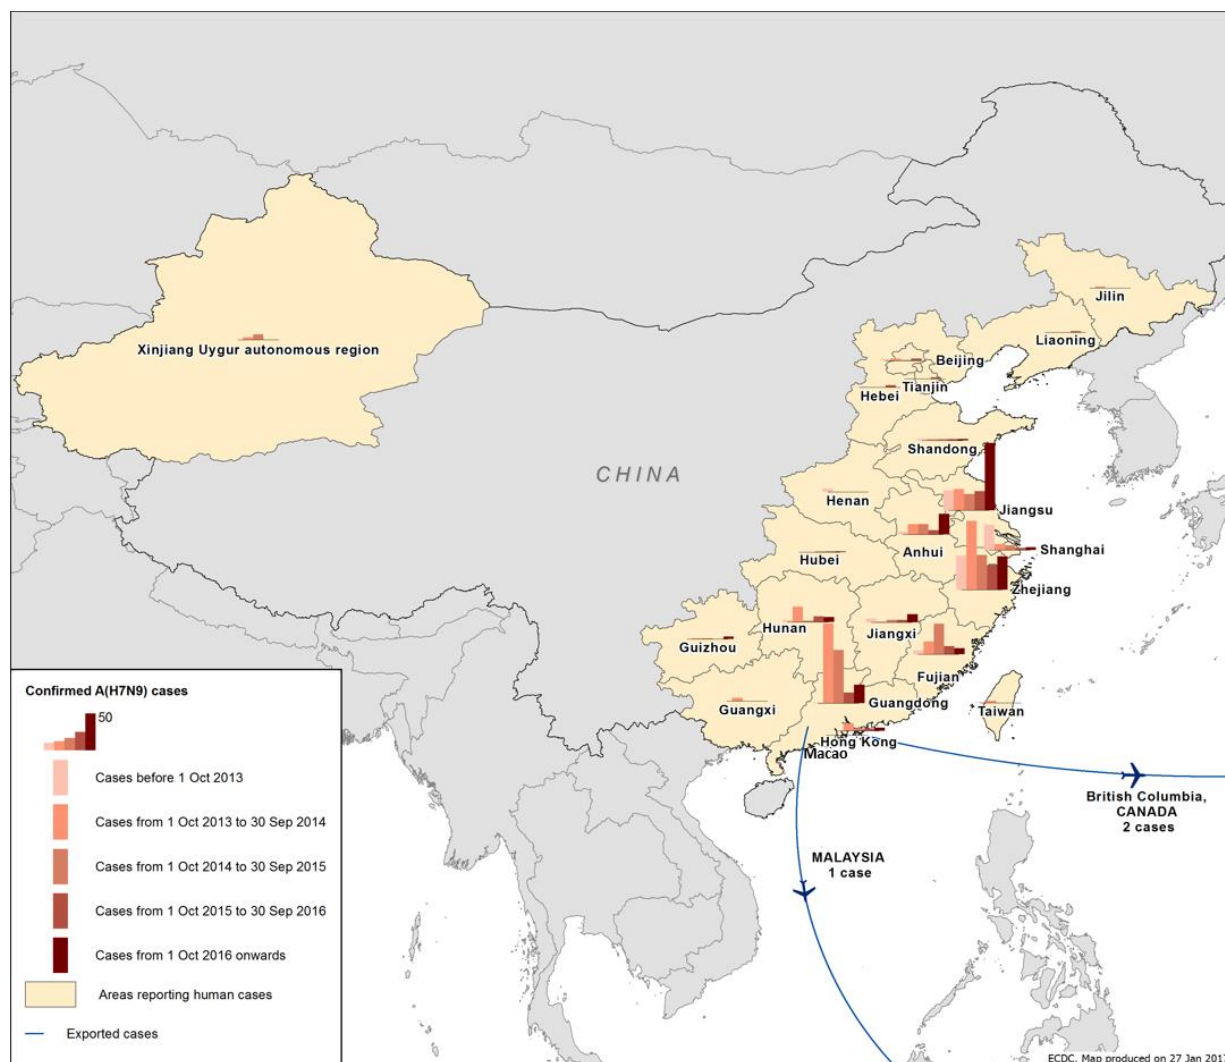 Jilin
Liaoning
Xinjiang Uygur autonomous region
Beijing
Tianjin
Hebei
Shandong
CHINA
Henan
Jiangsu
Anhui
Shanghai
Hubei
Zhejiang
Hunan
Jiangxi
Guizhou
Fujian
Guangdong
Guangxi
Taiwan
Hong Kong
Macao
British Columbia,
CANADA
2 cases
MALAYSIA
1 case
Confirmed A(H7N9) cases
50
Cases before 1 Oct 2013
Cases from 1 Oct 2013 to 30 Sep 2014
Cases from 1 Oct 2014 to 30 Sep 2015
Cases from 1 Oct 2015 to 30 Sep 2016
Cases from 1 Oct 2016 onwards
Areas reporting human cases
Exported cases
ECDC. Map produced on 27 Jan